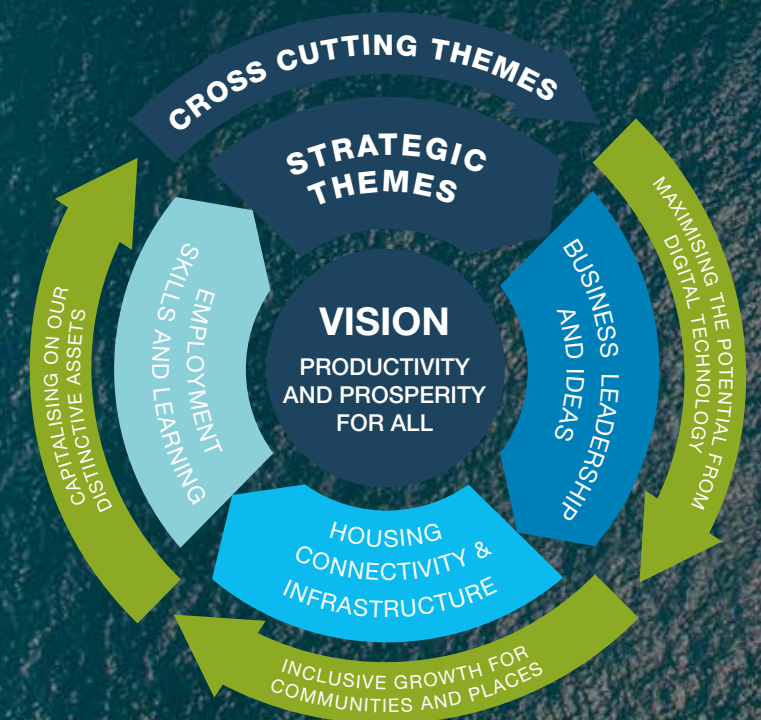 CROSS CUTTING THEMES
STRATEGIC
THEMES
MAXIMISING THE POTENTIAL FROM
DIGITAL TECHNOLOGY
BUSINESS LEADERSHIP
AND IDEAS
VISION
PRODUCTIVITY
AND PROSPERITY
FOR ALL
HOUSING
CONNECTIVITY &
INFRASTRUCTURE
INCLUSIVE GROWTH FOR
COMMUNITIES AND PLACES
EMPLOYMENT
SKILLS AND LEARNING
CAPITALISING ON OUR
DISTINCTIVE ASSETS